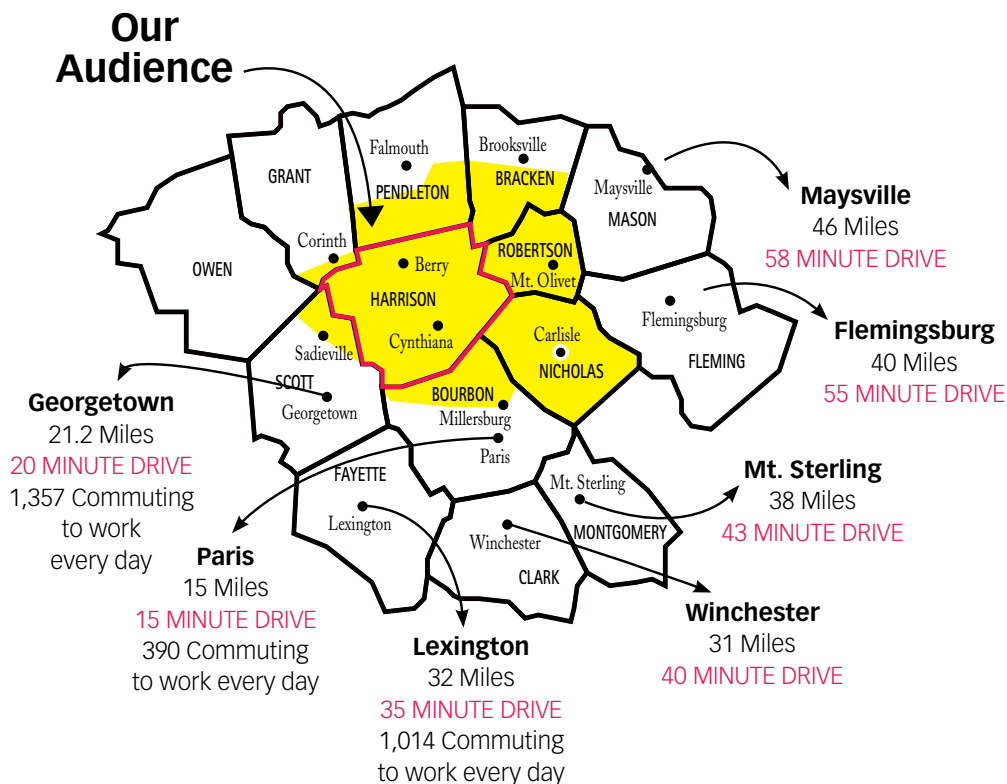 Our
Audience
Falmouth
Brooksville
GRANT
PENDLETON
BRACKEN
Maysville
MASON
Maysville
46 Miles
58 MINUTE DRIVE
Corinth
OWEN
Berry
ROBERTSON
Mt. Olivet
HARRISON
Cynthiana
Flemingsburg
FLEMING
Flemingsburg
40 Miles
55 MINUTE DRIVE
Sadieville
Carlisle
NICHOLAS
SCOTT
Georgetown
BOURBON
Millersburg
Paris
Georgetown
21.2 Miles
20 MINUTE DRIVE
1,357 Commuting
to work
every day
FAYETTE
Lexington
Mt. Sterling
MONTGOMERY
Winchester
CLARK
Mt. Sterling
38 Miles
43 MINUTE DRIVE
Paris
15 Miles
15 MINUTE DRIVE
390 Commuting
to work every day
Lexington
32 Miles
35 MINUTE DRIVE
1,014 Commuting
to work every day
Winchester
31 Miles
40 MINUTE DRIVE